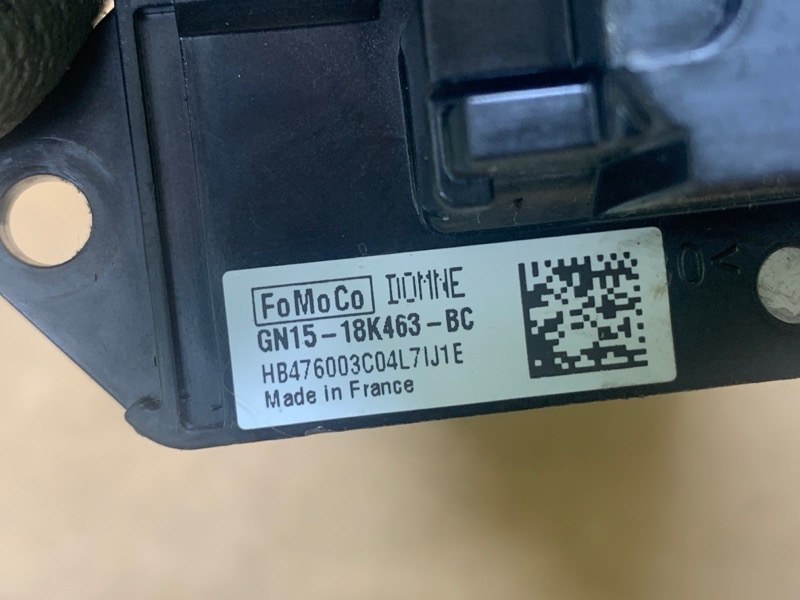 FoMoCo DOMNE
GN15-18K463-BC
HB476003C04L7IJ1E
Made in France